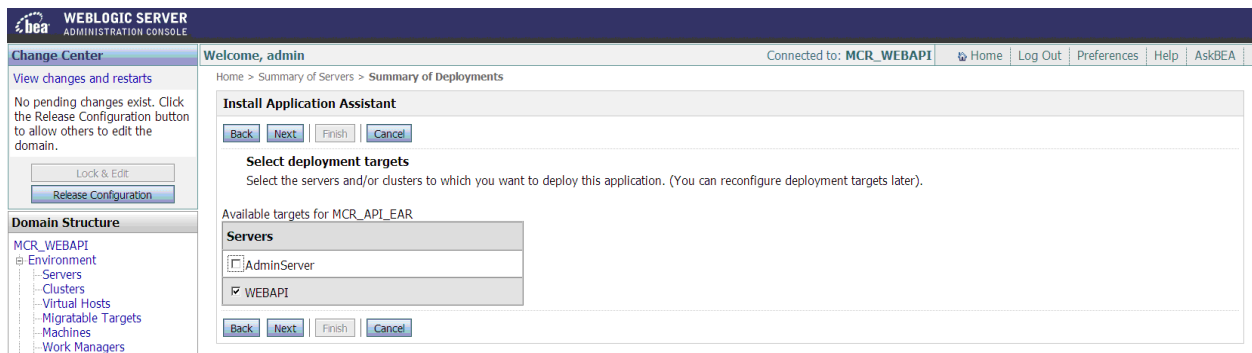 bea WEBLOGIC SERVER
ADMINISTRATION CONSOLE
Change Center
View changes and restarts
No pending changes exist. Click
the Release Configuration button
to allow others to edit the
domain.
Lock & Edit
Release Configuration
Domain Structure
MCR_WEBAPI
Environment
Servers
Clusters
Virtual Hosts
Migratable Targets
Machines
Work Managers
Welcome, admin
Connected to: MCR_WEBAPI
Home Log Out Preferences Help AskBEA
Home > Summary of Servers > Summary of Deployments
Install Application Assistant
Back Next Finish Cancel
Select deployment targets
Select the servers and/or clusters to which you want to deploy this application. (You can reconfigure deployment targets later).
Available targets for MCR_API_EAR
Servers
AdminServer
WEBAPI
Back Next Finish Cancel